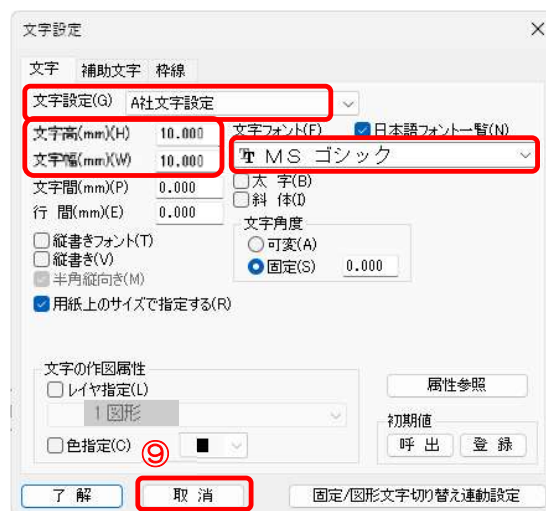 文字設定
文字 補助文字 枠線
文字設定(G) A社文字設定
文字高(mm)(H) 10.000 文字フォント(F) 日本語フォント一覧(N)
文字幅(mm)(W) 10.000 MS ゴシック
文字間(mm)(P) 0.000 太 字(B)
行 間(mm)(E) 0.000 斜 体(I)
文字角度
縦書きフォント(T) 可変(A)
縦書き(V) 固定(S) 0.000
半角縦向き(M)
用紙上のサイズで指定する(R)
文字の作図属性
レイヤ指定(L) 属性参照
1 図形 初期値
色指定(C) ⑨ 呼 出 登 録
了 解 取 消 固定/図形文字切り替え連動設定